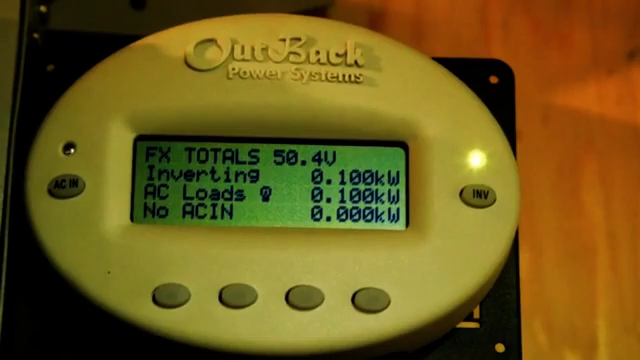 OutBack
Power Systems
FX TOTALS 50.4V
Inverting 0.100kW
AC Loads 0.100kW
No ACIN 0.000kW
AC IN
INV